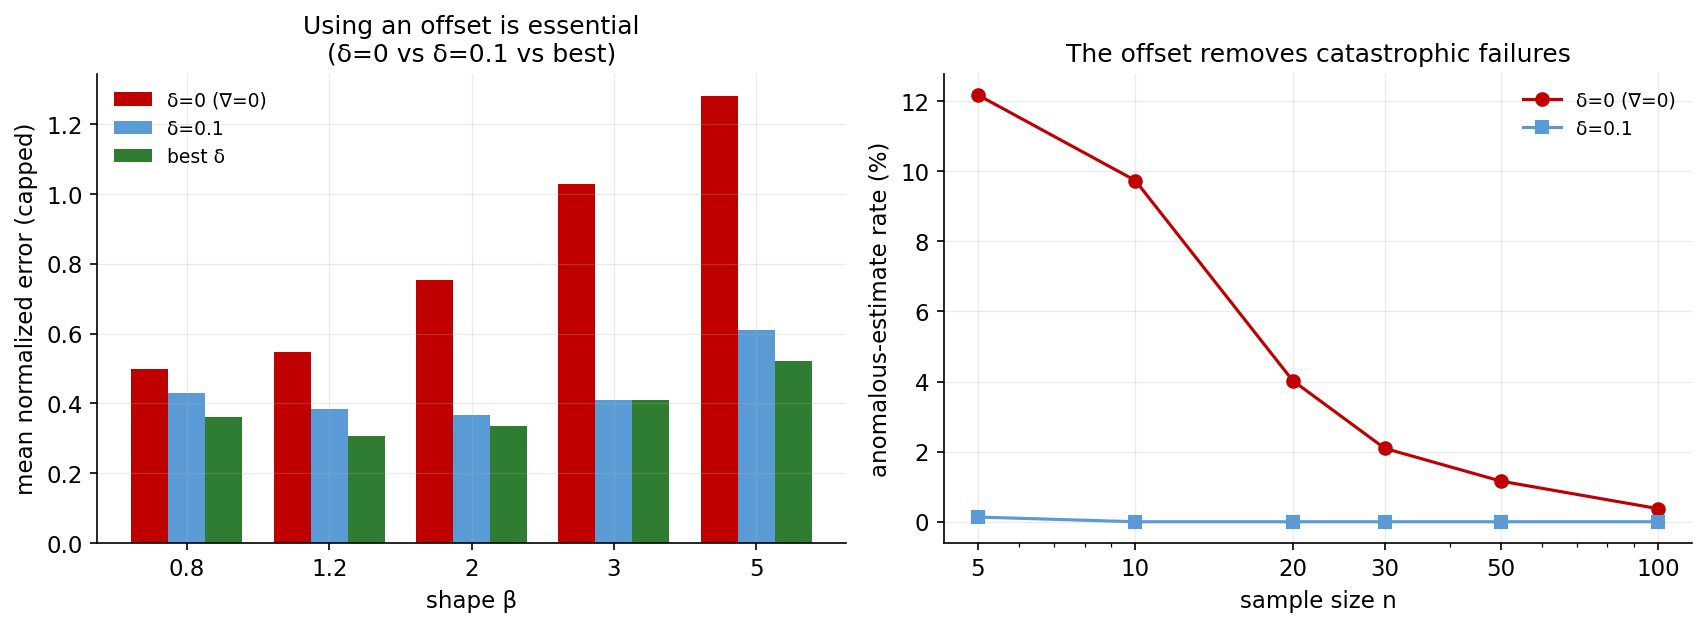 Using an offset is essential
(δ=0 vs δ=0.1 vs best)
mean normalized error (capped)
1.2
1.0
0.8
0.6
0.4
0.2
0.0
δ=0 (∇=0)
δ=0.1
best δ
0.8 1.2 2 3 5
shape β
The offset removes catastrophic failures
anomalous-estimate rate (%)
12
10
8
6
4
2
0
δ=0 (∇=0)
δ=0.1
5 10 20 30 50 100
sample size n